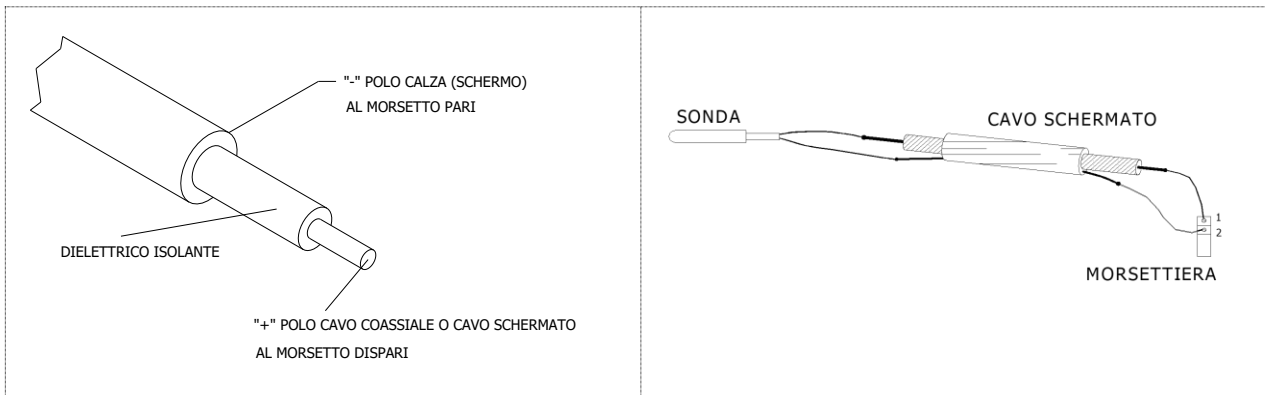 "-" POLO CALZA (SCHERMO)
AL MORSETTO PARI
DIELETTRICO ISOLANTE
"+" POLO CAVO COASSIALE O CAVO SCHERMATO
AL MORSETTO DISPARI
SONDA
CAVO SCHERMATO
1
2
MORSETTIERA